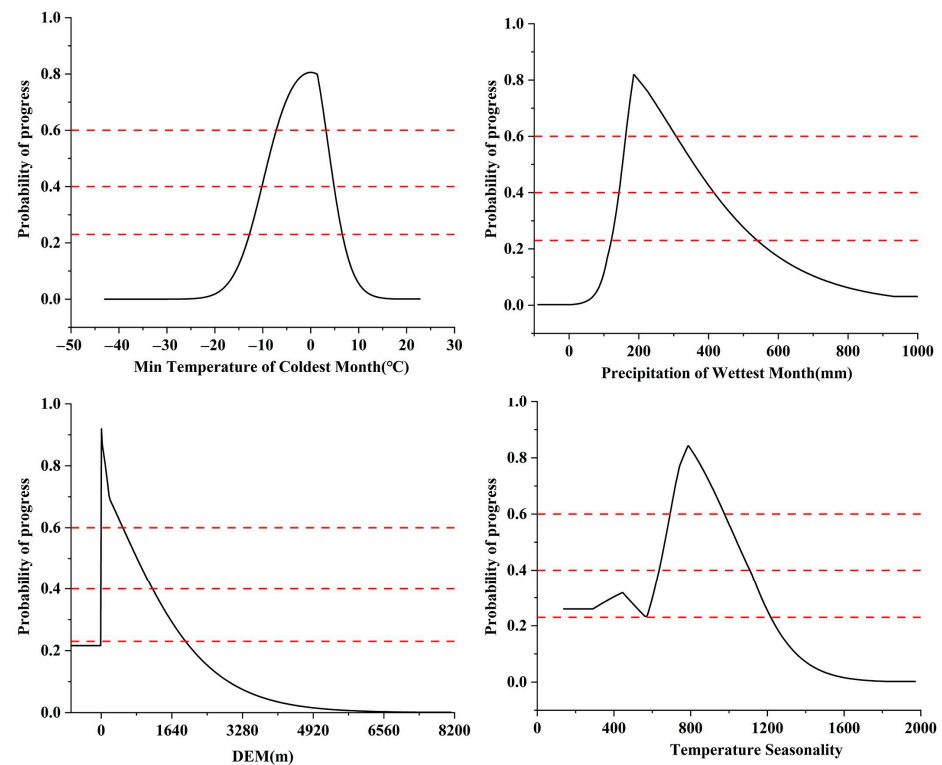 Probability of progress
1.0
0.8
0.6
0.4
0.2
0.0
–50 –40 –30 –20 –10 0 10 20 30
Min Temperature of Coldest Month(°C)
Probability of progress
1.0
0.8
0.6
0.4
0.2
0.0
0 200 400 600 800 1000
Precipitation of Wettest Month(mm)
Probability of progress
1.0
0.8
0.6
0.4
0.2
0.0
0 1640 3280 4920 6560 8200
DEM(m)
Probability of progress
1.0
0.8
0.6
0.4
0.2
0.0
0 400 800 1200 1600 2000
Temperature Seasonality